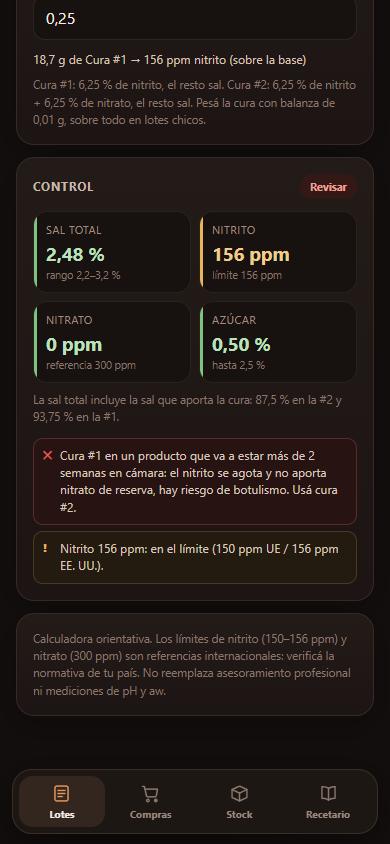 0,25
18,7 g de Cura #1 → 156 ppm nitrito (sobre la base)
Cura #1: 6,25 % de nitrito, el resto sal. Cura #2: 6,25 % de nitrito
+ 6,25 % de nitrato, el resto sal. Pesá la cura con balanza de
0,01 g, sobre todo en lotes chicos.
CONTROL
Revisar
SAL TOTAL
2,48 %
rango 2,2–3,2 %
NITRITO
156 ppm
límite 156 ppm
NITRATO
0 ppm
referencia 300 ppm
AZÚCAR
0,50 %
hasta 2,5 %
La sal total incluye la sal que aporta la cura: 87,5 % en la #2 y
93,75 % en la #1.
Cura #1 en un producto que va a estar más de 2
semanas en cámara: el nitrito se agota y no aporta
nitrato de reserva, hay riesgo de botulismo. Usá cura
#2.
! Nitrito 156 ppm: en el límite (150 ppm UE / 156 ppm
EE. UU.).
Calculadora orientativa. Los límites de nitrito (150–156 ppm) y
nitrato (300 ppm) son referencias internacionales: verificá la
normativa de tu país. No reemplaza asesoramiento profesional
ni mediciones de pH y aw.
Lotes
Compras
Stock
Recetario